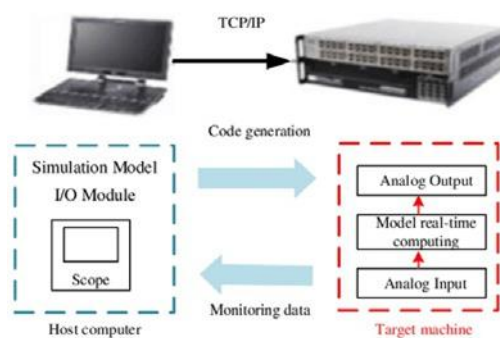 TCP/IP
Code generation
Simulation Model
I/O Module
Scope
Host computer
Analog Output
Model real-time
computing
Analog Input
Monitoring data
Target machine